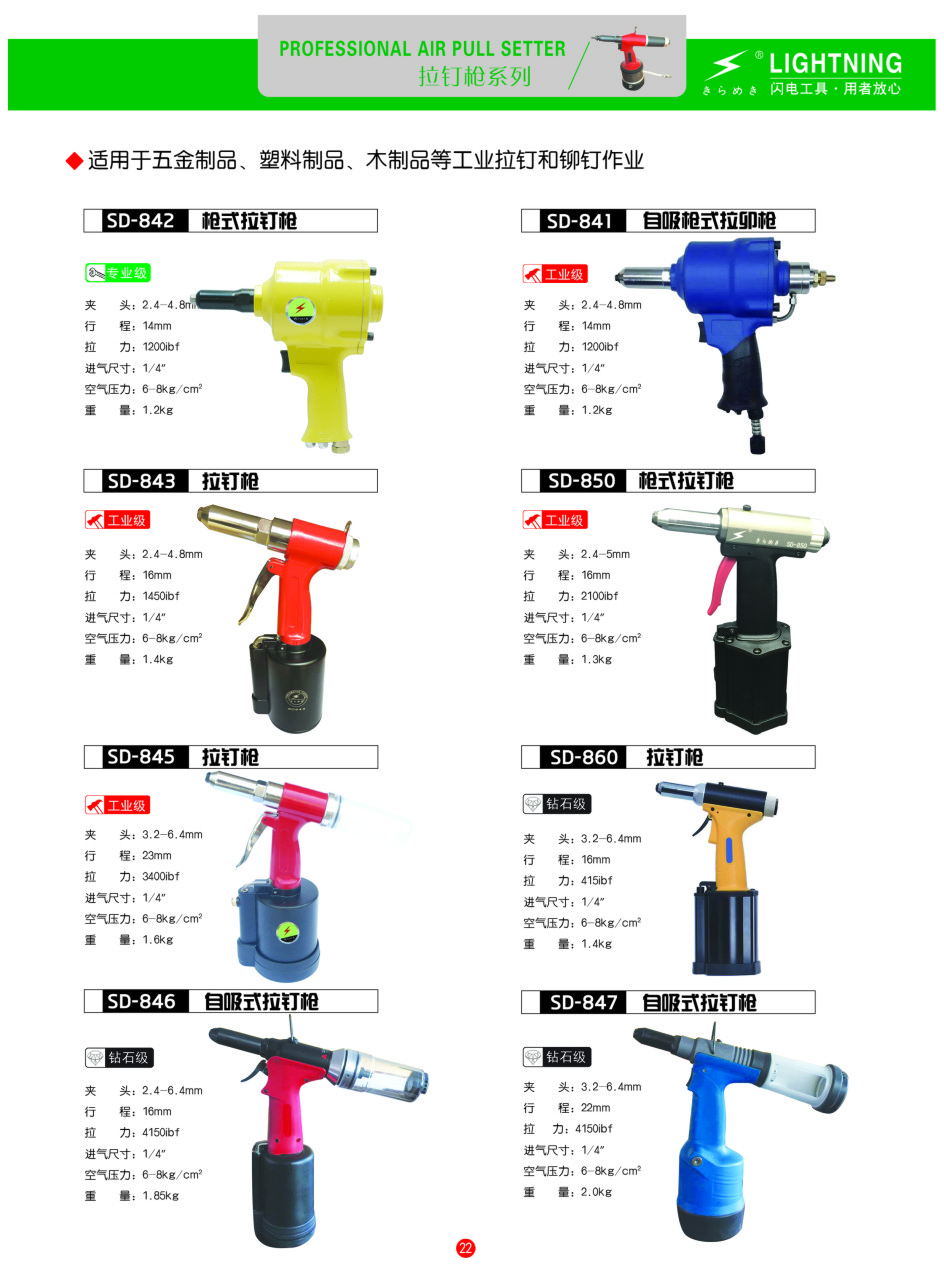 PROFESSIONAL AIR PULL SETTER
拉钉枪系列
® LIGHTNING
きらめき 闪电工具·用者放心
适用于五金制品、塑料制品、木制品等工业拉钉和铆钉作业
SD-842 枪式拉钉枪
专业级
夹 头：2.4-4.8mm
行 程：14mm
拉 力：1200ibf
进气尺寸：1/4"
空气压力：6-8kg/cm²
重 量：1.2kg
SD-841 自吸枪式拉卯枪
工业级
夹 头：2.4-4.8mm
行 程：14mm
拉 力：1200ibf
进气尺寸：1/4"
空气压力：6-8kg/cm²
重 量：1.2kg
SD-843 拉钉枪
工业级
夹 头：2.4-4.8mm
行 程：16mm
拉 力：1450ibf
进气尺寸：1/4"
空气压力：6-8kg/cm²
重 量：1.4kg
SD-850 枪式拉钉枪
工业级
夹 头：2.4-5mm
行 程：16mm
拉 力：2100ibf
进气尺寸：1/4"
空气压力：6-8kg/cm²
重 量：1.3kg
きらめき SD-850
SD-845 拉钉枪
工业级
夹 头：3.2-6.4mm
行 程：23mm
拉 力：3400ibf
进气尺寸：1/4"
空气压力：6-8kg/cm²
重 量：1.6kg
SD-860 拉钉枪
钻石级
夹 头：3.2-6.4mm
行 程：16mm
拉 力：415ibf
进气尺寸：1/4"
空气压力：6-8kg/cm²
重 量：1.4kg
SD-846 自吸式拉钉枪
钻石级
夹 头：2.4-6.4mm
行 程：16mm
拉 力：4150ibf
进气尺寸：1/4"
空气压力：6-8kg/cm²
重 量：1.85kg
SD-847 自吸式拉钉枪
钻石级
夹 头：3.2-6.4mm
行 程：22mm
拉 力：4150ibf
进气尺寸：1/4"
空气压力：6-8kg/cm²
重 量：2.0kg
22